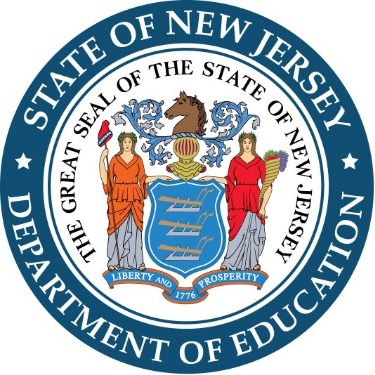 STATE OF NEW JERSEY
THE GREAT SEAL OF THE STATE OF NEW JERSEY
LIBERTY AND PROSPERITY
1776
DEPARTMENT OF EDUCATION